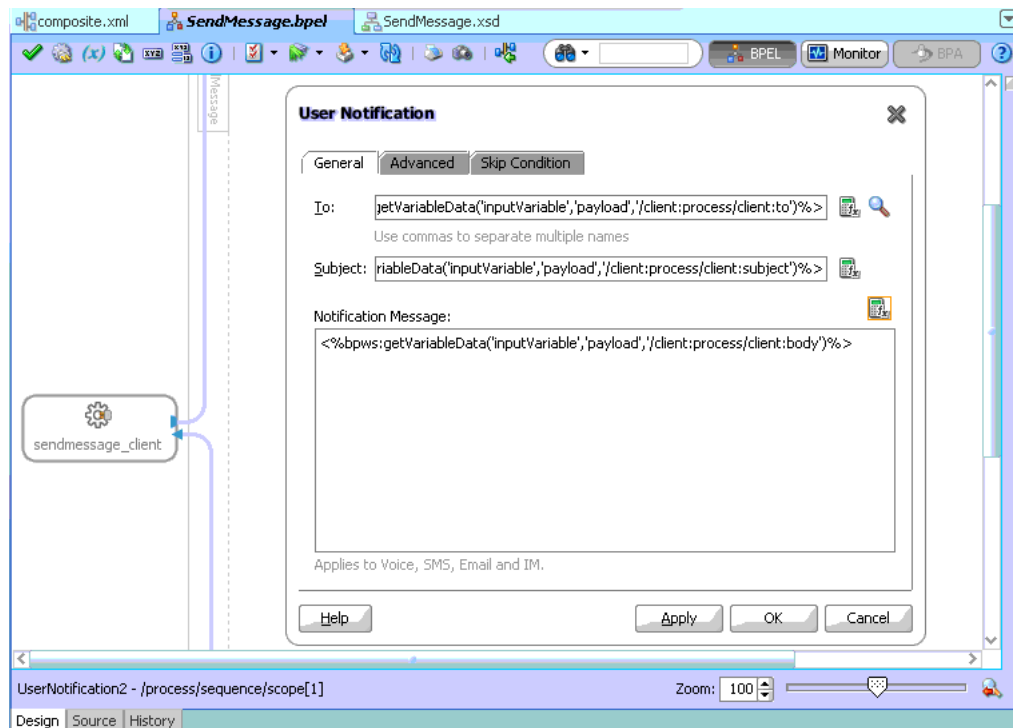 composite.xml SendMessage.bpel SendMessage.xsd
(x) XYZ BPEL Monitor BPA
Message
User Notification
General Advanced Skip Condition
To: getVariableData('inputVariable','payload','/client:process/client:to')%>
Use commas to separate multiple names
Subject: riableData('inputVariable','payload','/client:process/client:subject')%>
Notification Message:
<%bpws:getVariableData('inputVariable','payload','/client:process/client:body')%>
sendmessage_client
Applies to Voice, SMS, Email and IM.
Help Apply OK Cancel
UserNotification2 - /process/sequence/scope[1] Zoom: 100
Design Source History